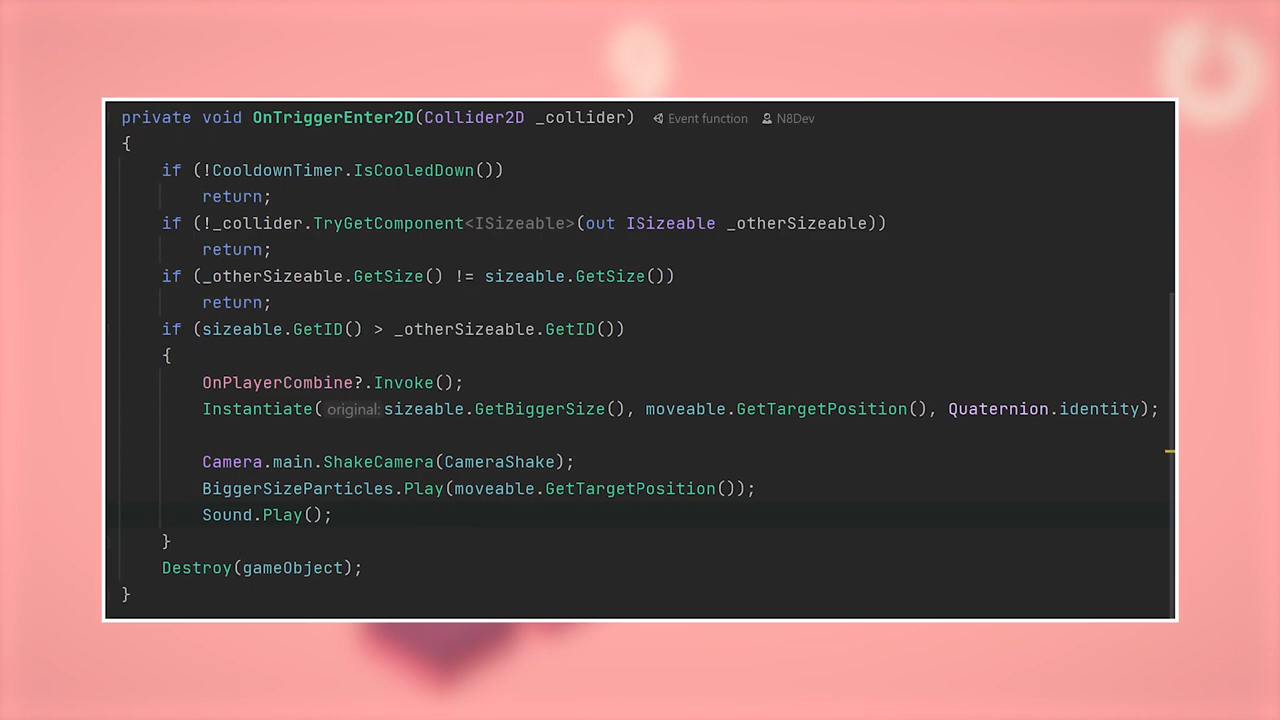 private void OnTriggerEnter2D(Collider2D _collider) Event function N8Dev
{
if (!CooldownTimer.IsCooledDown())
return;
if (!_collider.TryGetComponent<ISizeable>(out ISizeable _otherSizeable))
return;
if (_otherSizeable.GetSize() != sizeable.GetSize())
return;
if (sizeable.GetID() > _otherSizeable.GetID())
{
OnPlayerCombine?.Invoke();
Instantiate(original:sizeable.GetBiggerSize(), moveable.GetTargetPosition(), Quaternion.identity);
Camera.main.ShakeCamera(CameraShake);
BiggerSizeParticles.Play(moveable.GetTargetPosition());
Sound.Play();
}
Destroy(gameObject);
}